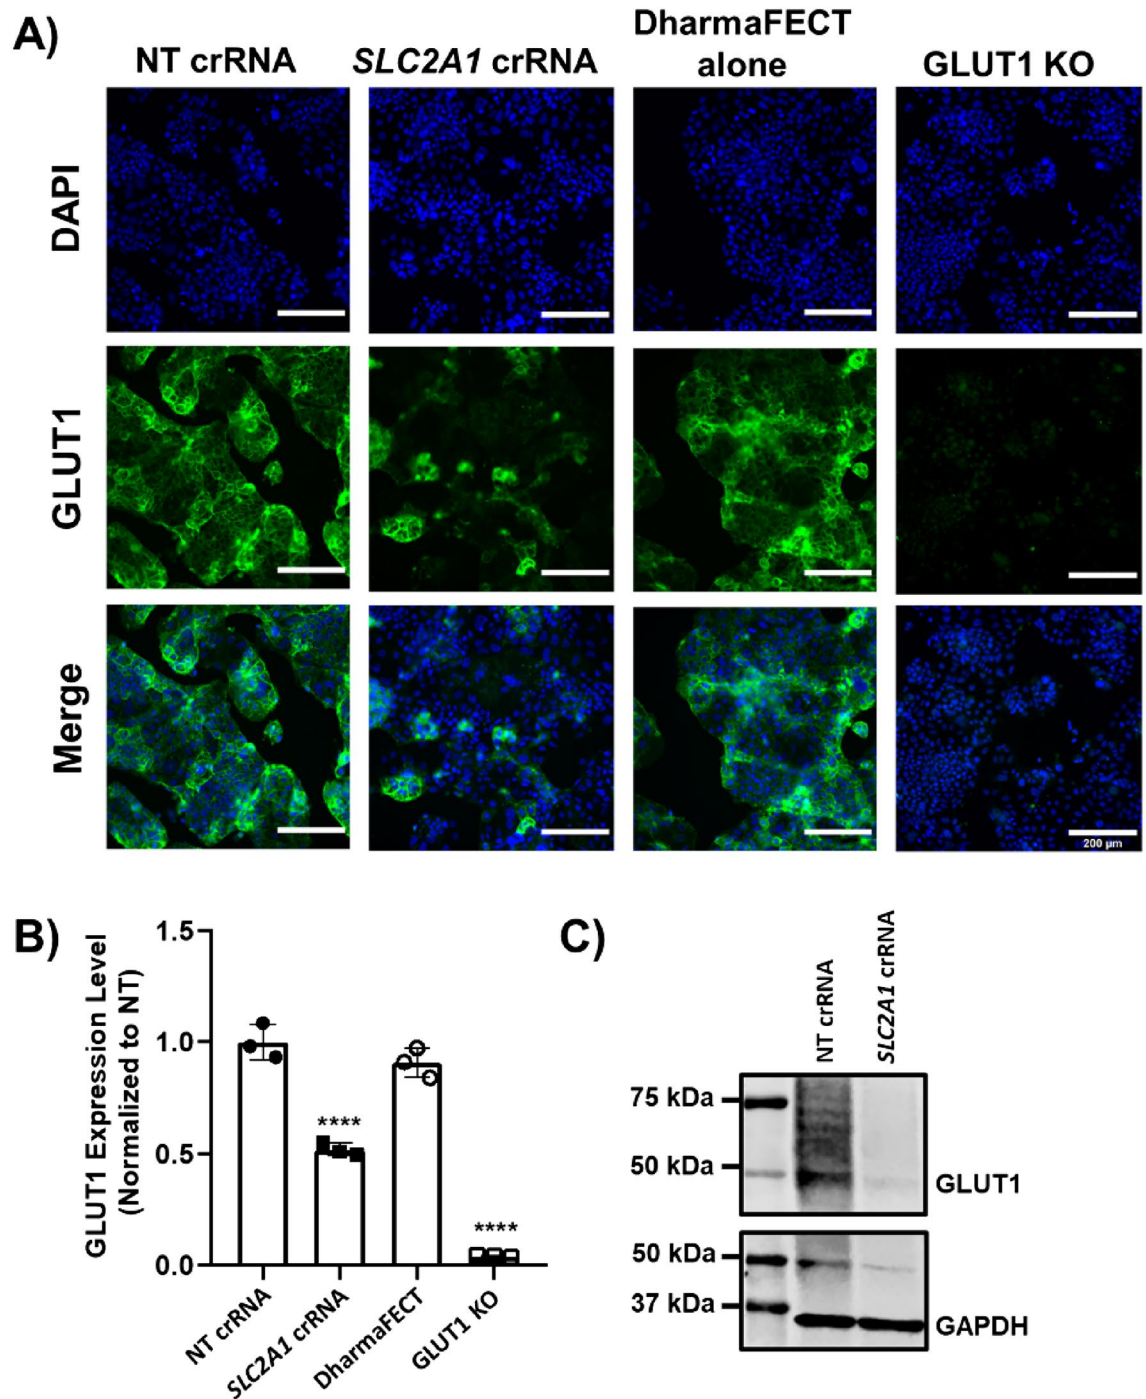 A)
NT crRNA
SLC2A1 crRNA
DharmaFECT
alone
GLUT1 KO
DAPI
GLUT1
Merge
200 µm
B)
GLUT1 Expression Level
(Normalized to NT)
1.5
1.0
0.5
0.0
****
****
NT crRNA
SLC2A1 crRNA
DharmaFECT
GLUT1 KO
C)
NT crRNA
SLC2A1 crRNA
75 kDa
50 kDa
GLUT1
50 kDa
37 kDa
GAPDH